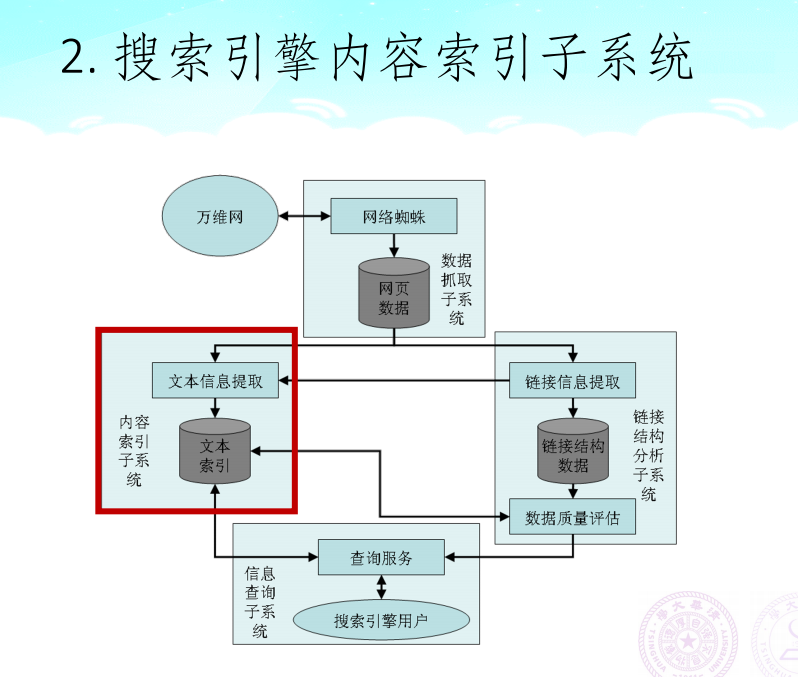 2. 搜索引擎内容索引子系统
万维网
网络蜘蛛
网页
数据
数据
抓取
子系
统
文本信息提取
链接信息提取
内容
索引
子系
统
文本
索引
链接结构
数据
链接
结构
分析
子系
统
数据质量评估
查询服务
信息
查询
子系
统
搜索引擎用户